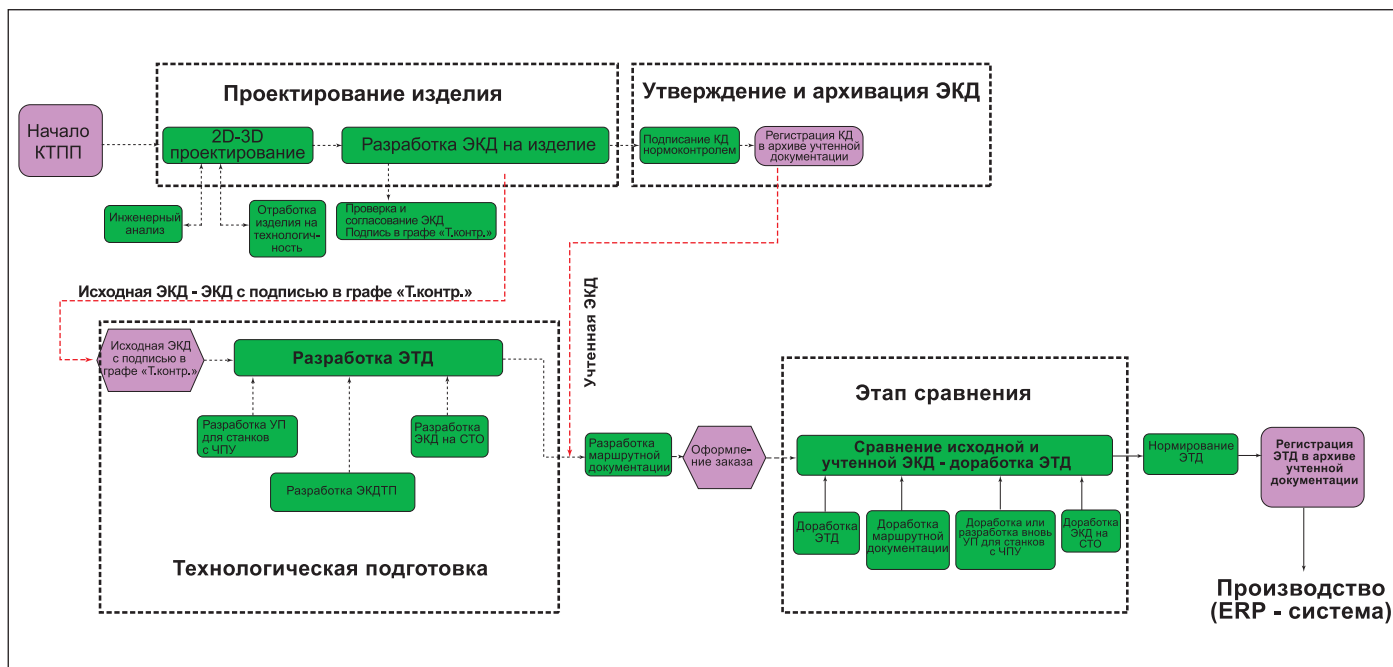 Проектирование изделия
Утверждение и архивация ЭКД
Начало
КТПП
2D-3D
проектирование
Разработка ЭКД на изделие
Подписание КД
нормоконтролем
Регистрация КД
в архиве учтенной
документации
Инженерный
анализ
Отработка
изделия на
технологич-
ность
Проверка и
согласование ЭКД
Подпись в графе «Т.контр.»
Исходная ЭКД - ЭКД с подписью в графе «Т.контр.»
Учтенная ЭКД
Исходная ЭКД
с подписью в
графе «Т.контр.»
Разработка ЭТД
Разработка УП
для станков
с ЧПУ
Разработка
ЭКД на СТО
Разработка ЭКДТП
Технологическая подготовка
Разработка
маршрутной
документации
Оформле-
ние заказа
Этап сравнения
Сравнение исходной и
учтенной ЭКД - доработка ЭТД
Доработка
ЭТД
Доработка
маршрутной
документации
Доработка или
разработка вновь
УП для станков
с ЧПУ
Доработка
ЭКД на
СТО
Нормирование
ЭТД
Регистрация
ЭТД в архиве
учтенной
документации
Производство
(ERP - система)